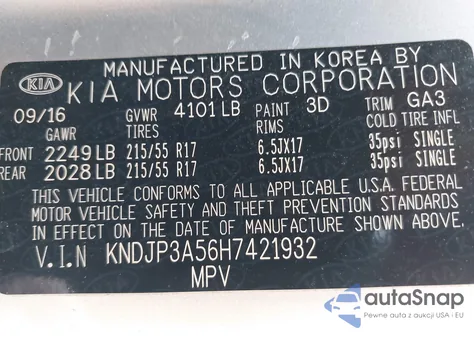 MANUFACTURED IN KOREA BY
KIA KIA MOTORS CORPORATION
09/16 GVWR 4101 LB PAINT 3D TRIM GA3
GAWR TIRES RIMS COLD TIRE INFL
FRONT 2249 LB 215/55 R17 6.5JX17 35psi SINGLE
REAR 2028 LB 215/55 R17 6.5JX17 35psi SINGLE
THIS VEHICLE CONFORMS TO ALL APPLICABLE U.S.A. FEDERAL
MOTOR VEHICLE SAFETY AND THEFT PREVENTION STANDARDS
IN EFFECT ON THE DATE OF MANUFACTURE SHOWN ABOVE.
V.I.N KNDJP3A56H7421932
MPV
autoSnap
Pewne auta z aukcji USA i EU